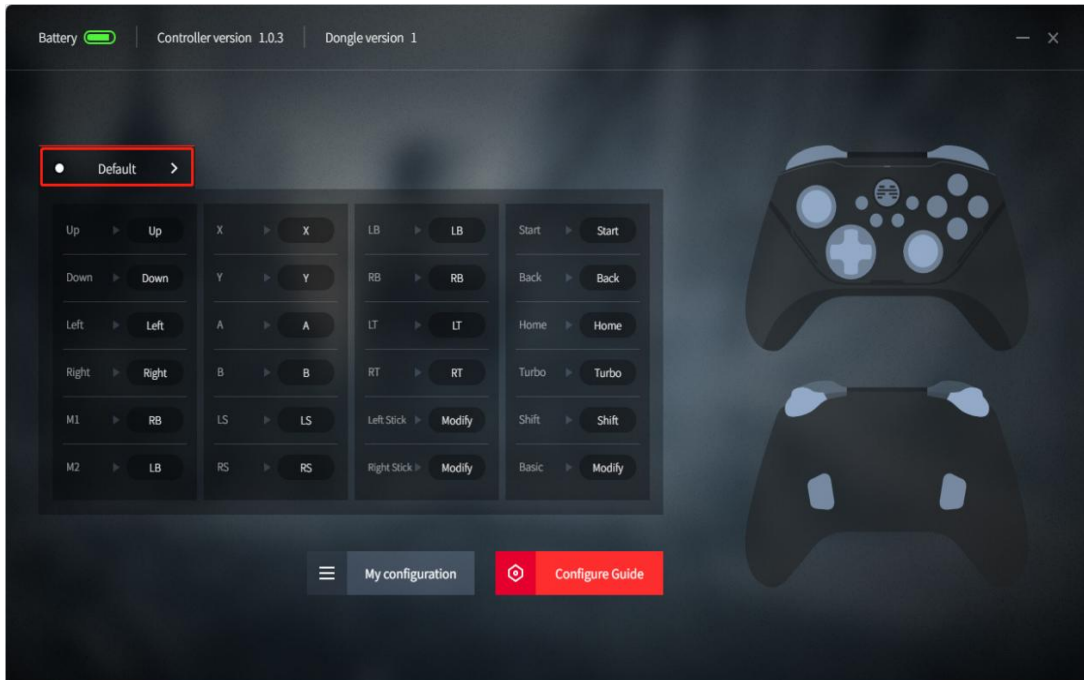 Battery Controller version 1.0.3 Dongle version 1
Default
Up Up X X LB LB Start Start
Down Down Y Y RB RB Back Back
Left Left A A LT LT Home Home
Right Right B B RT RT Turbo Turbo
M1 RB LS LS Left Stick Modify Shift Shift
M2 LB RS RS Right Stick Modify Basic Modify
My configuration Configure Guide